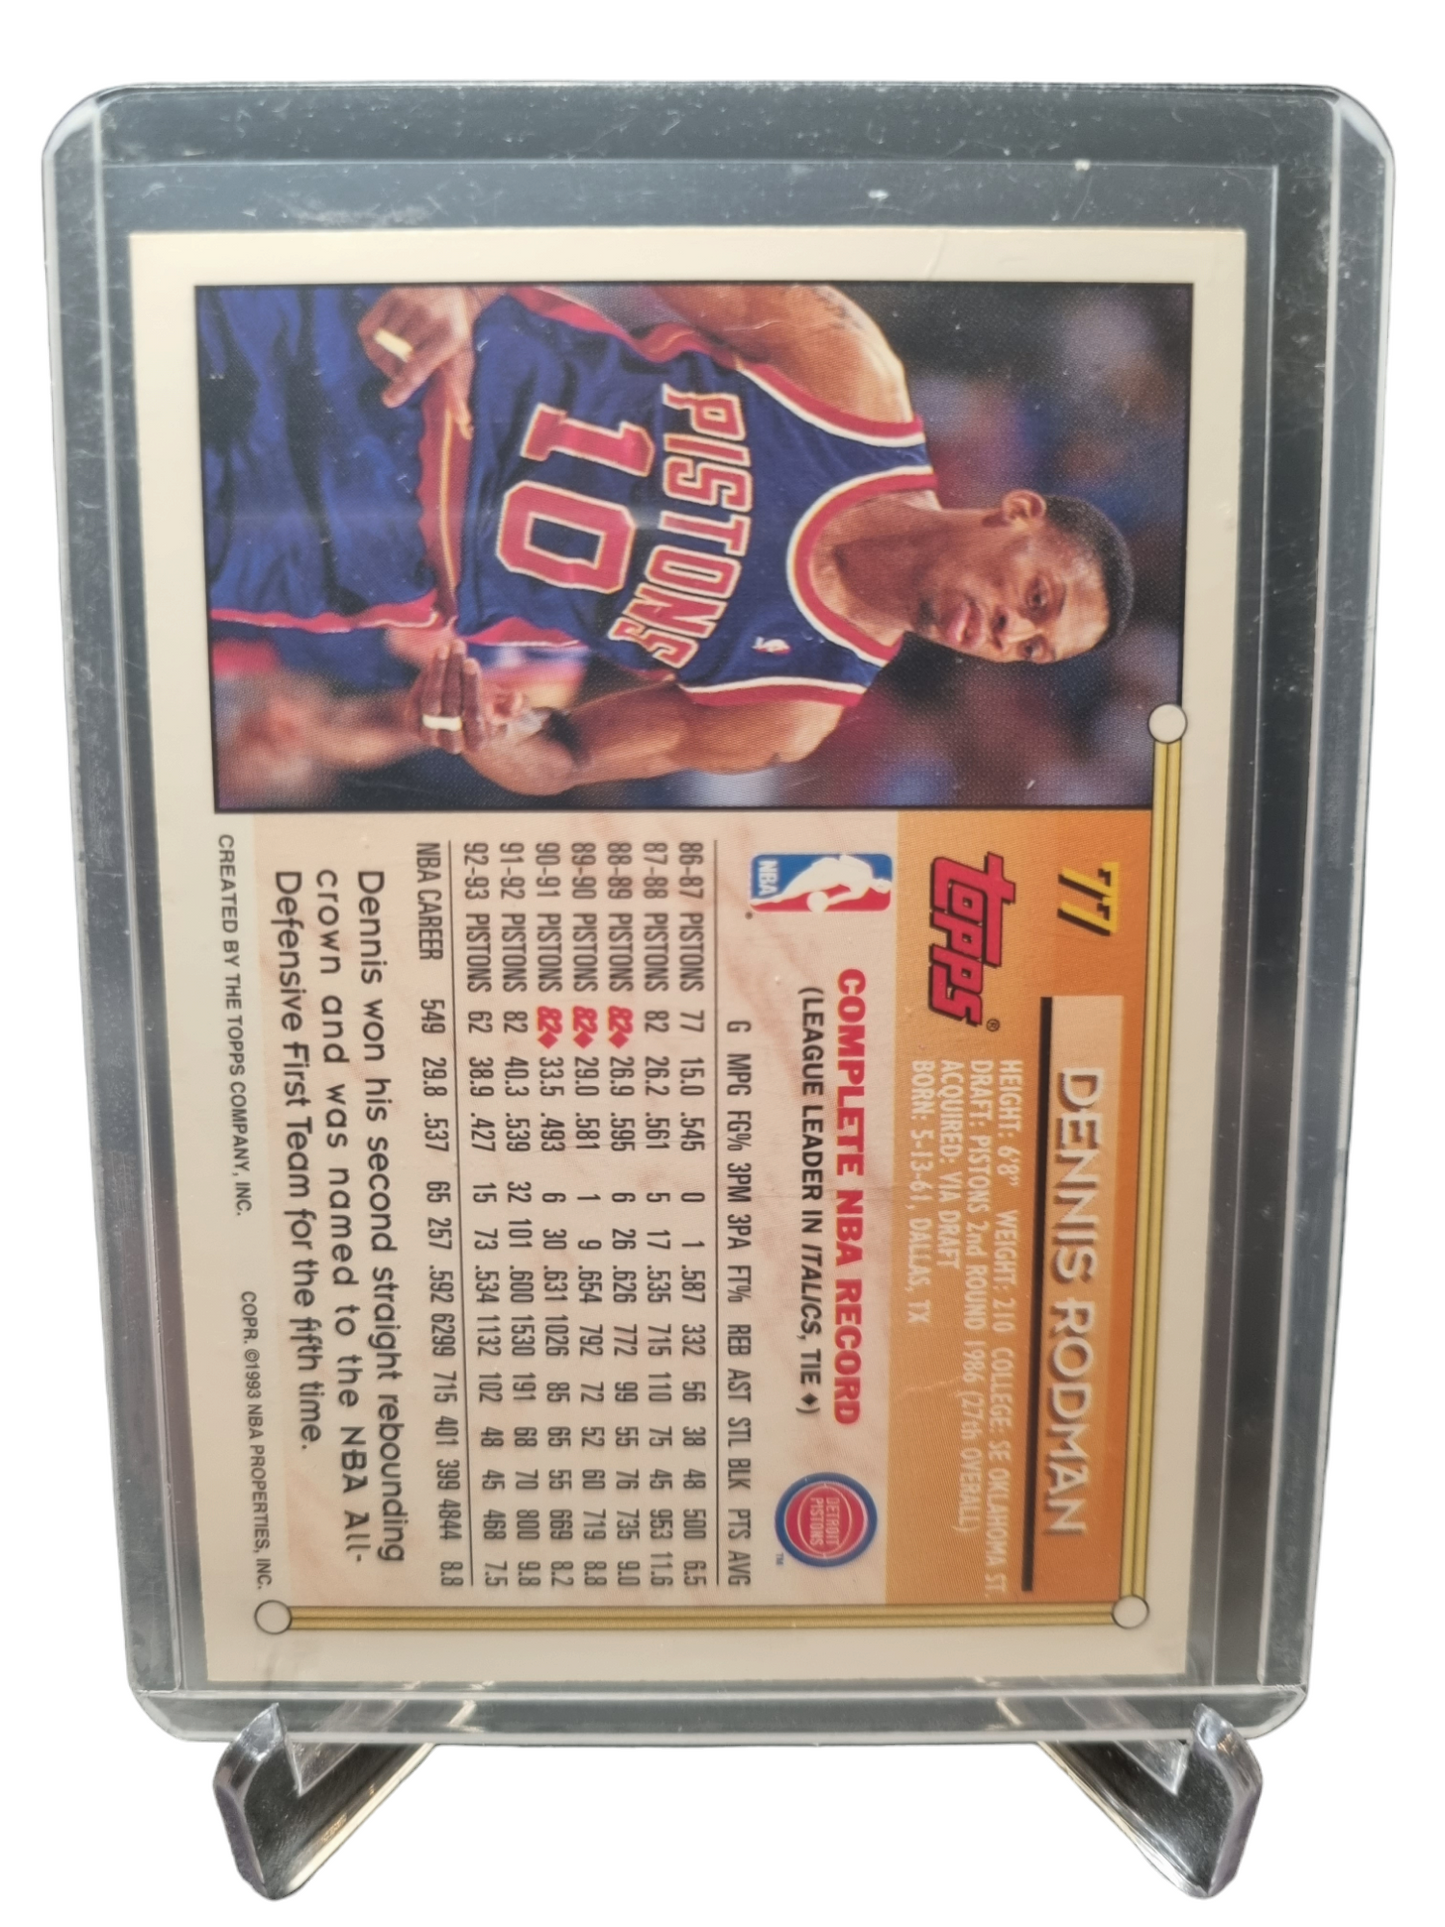 PISTONS
10
77
DENNIS RODMAN
TOPPS®
HEIGHT: 6'8" WEIGHT: 210 COLLEGE: SE OKLAHOMA ST.
DRAFT: PISTONS 2nd ROUND 1986 (27th OVERALL)
ACQUIRED: VIA DRAFT
BORN: 5-13-61, DALLAS, TX
NBA
COMPLETE NBA RECORD
(LEAGUE LEADER IN ITALICS, TIE ♦)
DETROIT
PISTONS
™
G MPG FG% 3PM 3PA FT% REB AST STL BLK PTS AVG
86-87 PISTONS 77 15.0 .545 0 1 .587 332 56 38 48 500 6.5
87-88 PISTONS 82 26.2 .561 5 17 .535 715 110 75 45 953 11.6
88-89 PISTONS 82♦ 26.9 .595 6 26 .626 772 99 55 76 735 9.0
89-90 PISTONS 82♦ 29.0 .581 1 9 .654 792 72 52 60 719 8.8
90-91 PISTONS 82♦ 33.5 .493 6 30 .631 1026 85 65 55 669 8.2
91-92 PISTONS 82 40.3 .539 32 101 .600 1530 191 68 70 800 9.8
92-93 PISTONS 62 38.9 .427 15 73 .534 1132 102 48 45 468 7.5
NBA CAREER 549 29.8 .537 65 257 .592 6299 715 401 399 4844 8.8
Dennis won his second straight rebounding
crown and was named to the NBA All-
Defensive First Team for the fifth time.
CREATED BY THE TOPPS COMPANY, INC. COPR. ©1993 NBA PROPERTIES, INC.